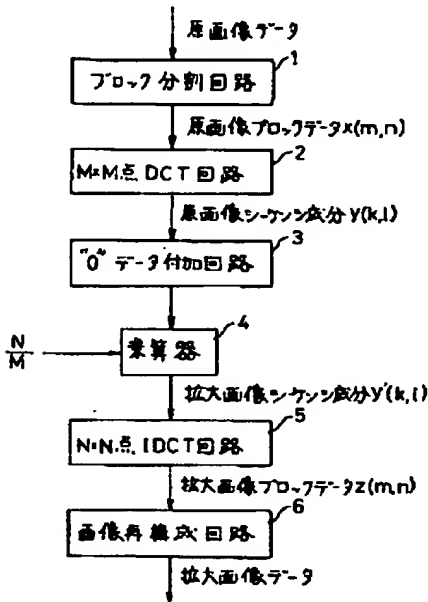 原画像データ
1
ブロック分割回路
原画像ブロックデータx(m,n)
2
M×M点 DCT回路
原画像シーケンシ成分y(k,l)
3
"0" データ付加回路
4
N/M
乗算器
拡大画像シーケンシ成分y'(k,l)
5
N×N点 IDCT回路
拡大画像ブロックデータz(m,n)
6
画像再構成回路
拡大画像データ